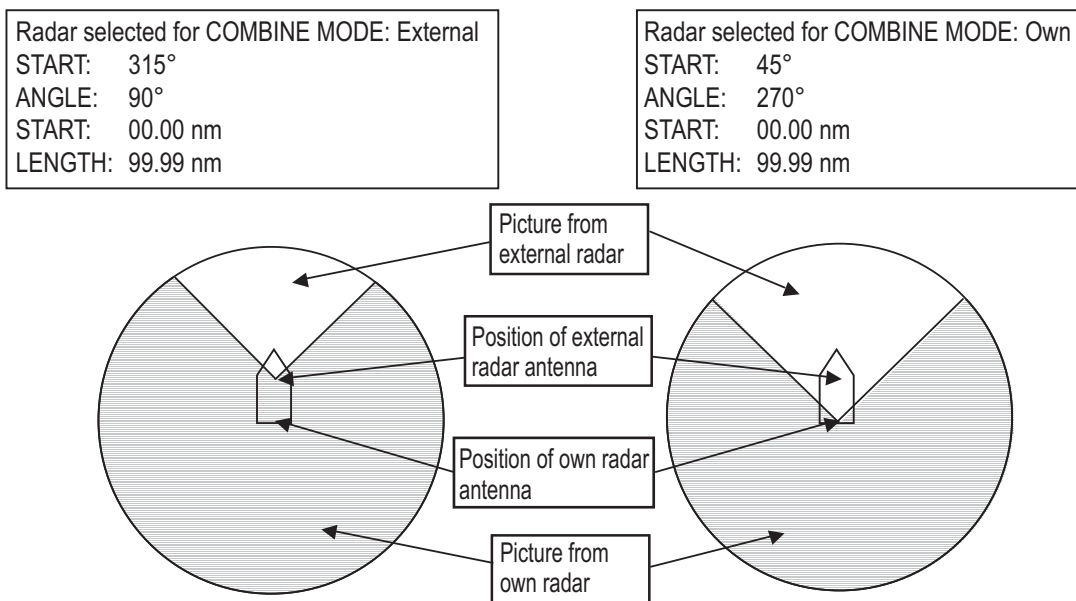 Radar selected for COMBINE MODE: External
START: 315°
ANGLE: 90°
START: 00.00 nm
LENGTH: 99.99 nm
Radar selected for COMBINE MODE: Own
START: 45°
ANGLE: 270°
START: 00.00 nm
LENGTH: 99.99 nm
Picture from
external radar
Position of external
radar antenna
Position of own radar
antenna
Picture from
own radar